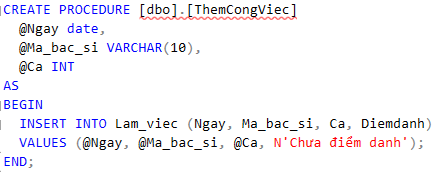 CREATE PROCEDURE [dbo].[ThemCongViec]
@Ngay date,
@Ma_bac_si VARCHAR(10),
@Ca INT
AS
BEGIN
INSERT INTO Lam_viec (Ngay, Ma_bac_si, Ca, Diemdanh)
VALUES (@Ngay, @Ma_bac_si, @Ca, N'Chưa điểm danh');
END;